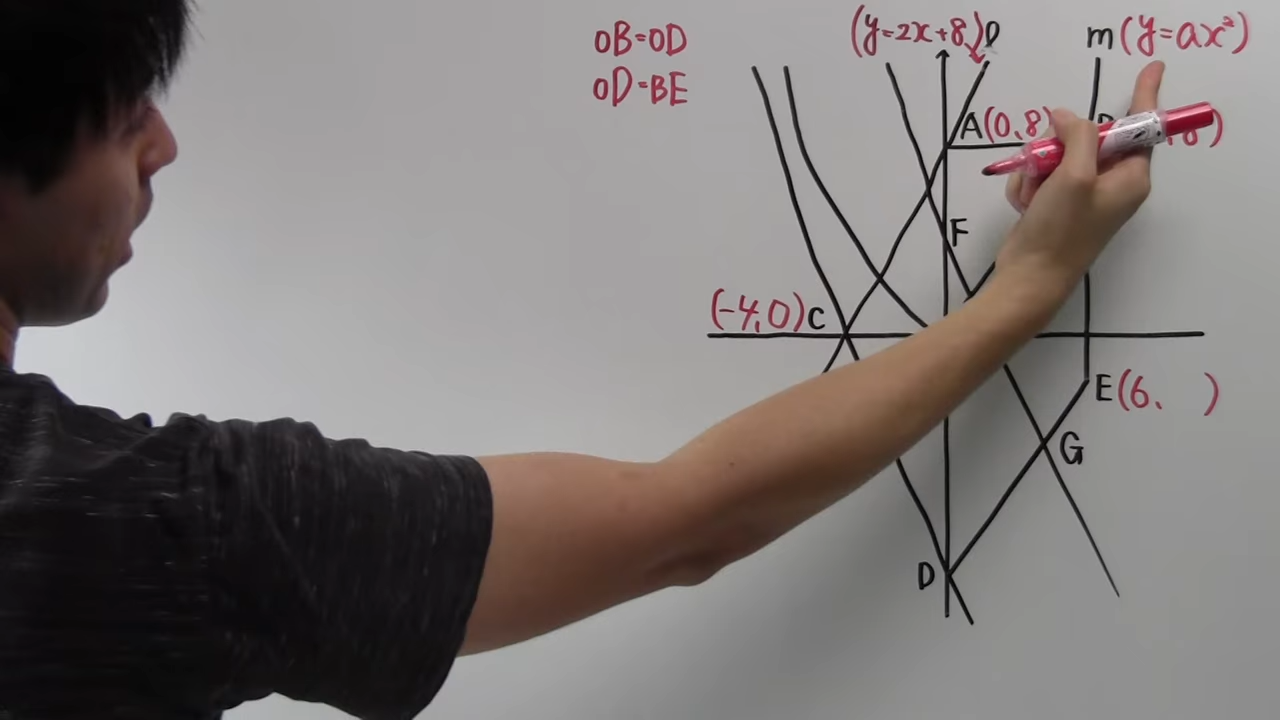 OB=OD
OD=BE
(y=2x+8) ℓ
m(y=ax²)
A(0,8)
F
(-4,0)C
E(6, )
G
D